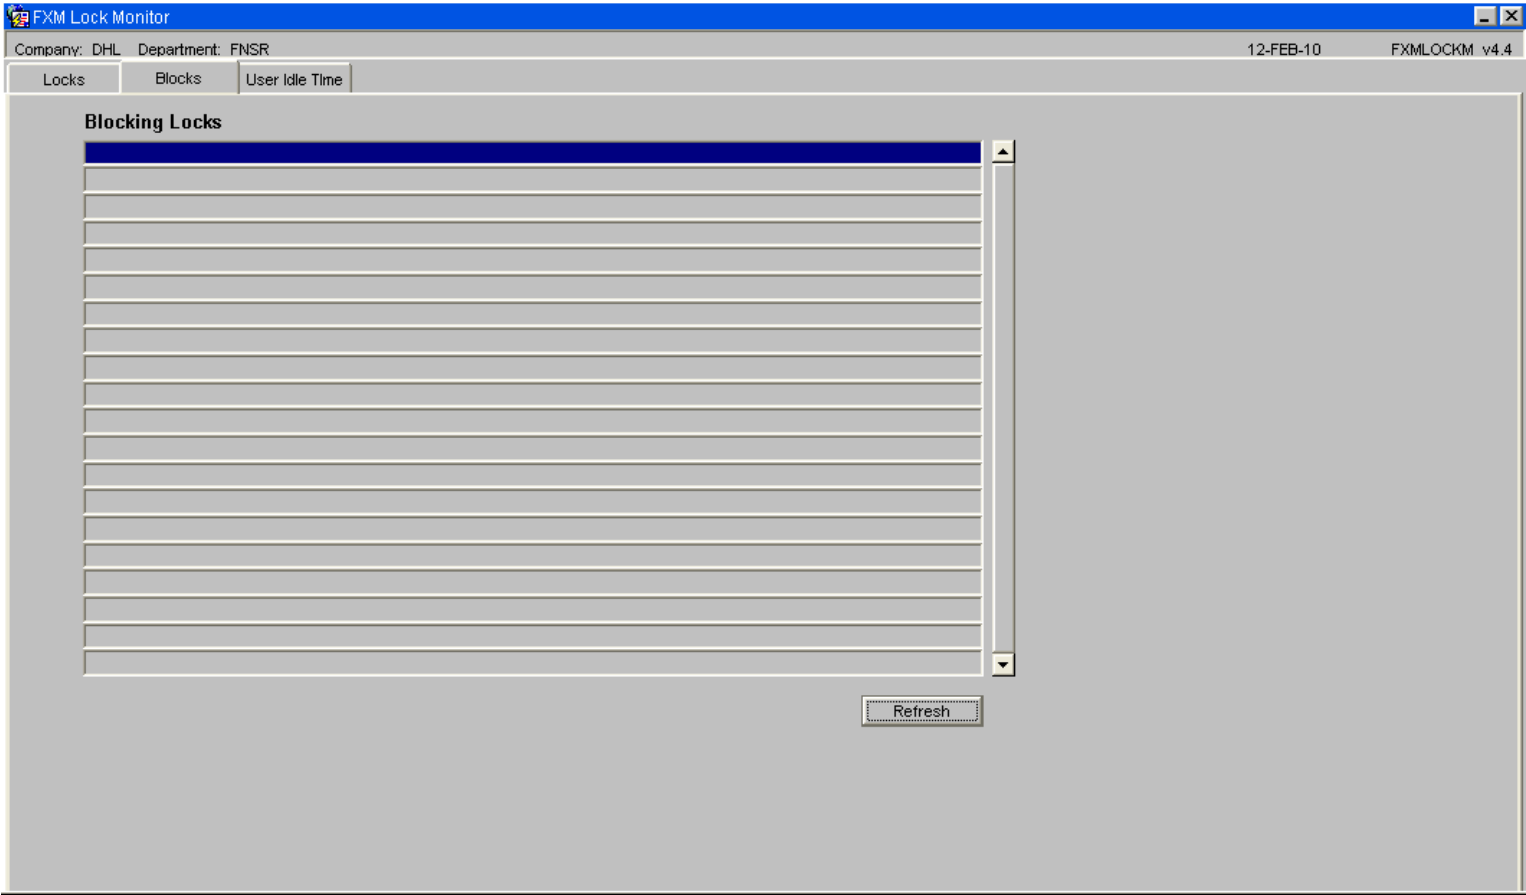 FXM Lock Monitor
Company: DHL Department: FNSR 12-FEB-10 FXMLOCKM v4.4
Locks Blocks User Idle TIme
Blocking Locks
Refresh